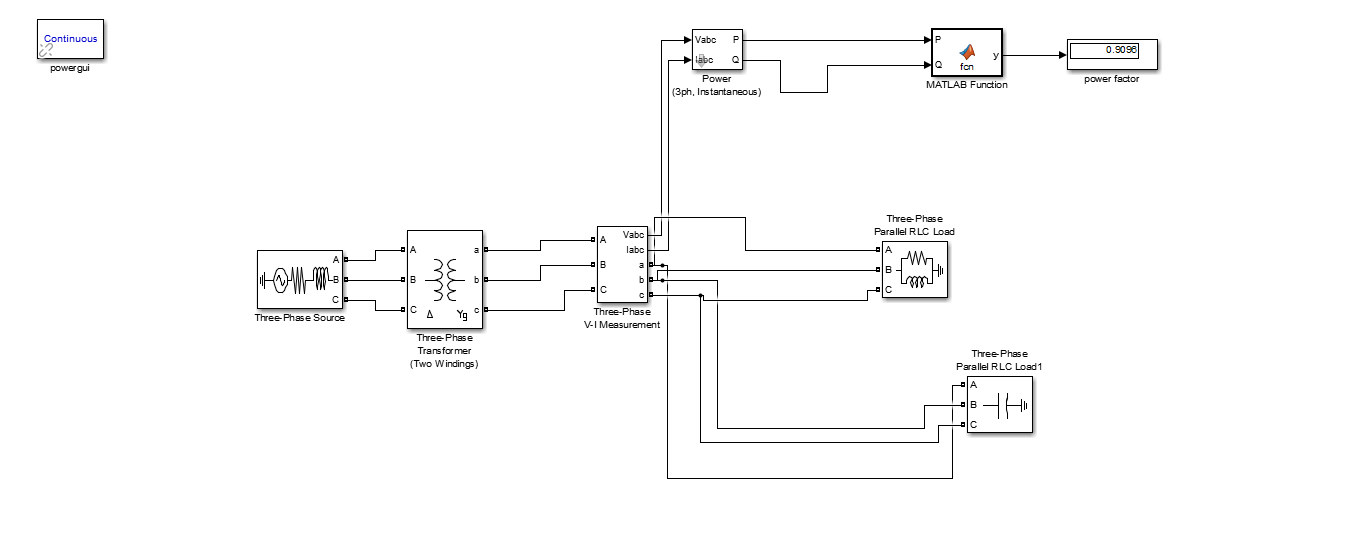 Continuous
powergui
Vabc
Iabc
P
Q
Power
(3ph, Instantaneous)
P
Q
fcn
y
MATLAB Function
0.9096
power factor
A
B
C
Three-Phase Source
A
B
C
a
b
c
Δ
Yg
Three-Phase
Transformer
(Two Windings)
A
B
C
Vabc
Iabc
a
b
c
Three-Phase
V-I Measurement
Three-Phase
Parallel RLC Load
A
B
C
Three-Phase
Parallel RLC Load1
A
B
C